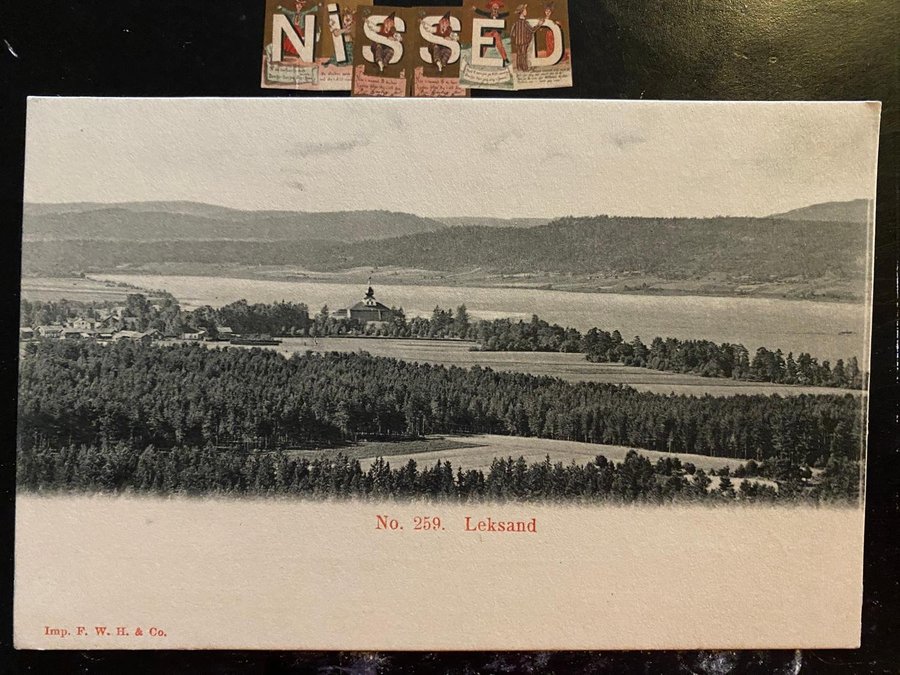 NISSED
No. 259. Leksand
Imp. F. W. H. & Co.